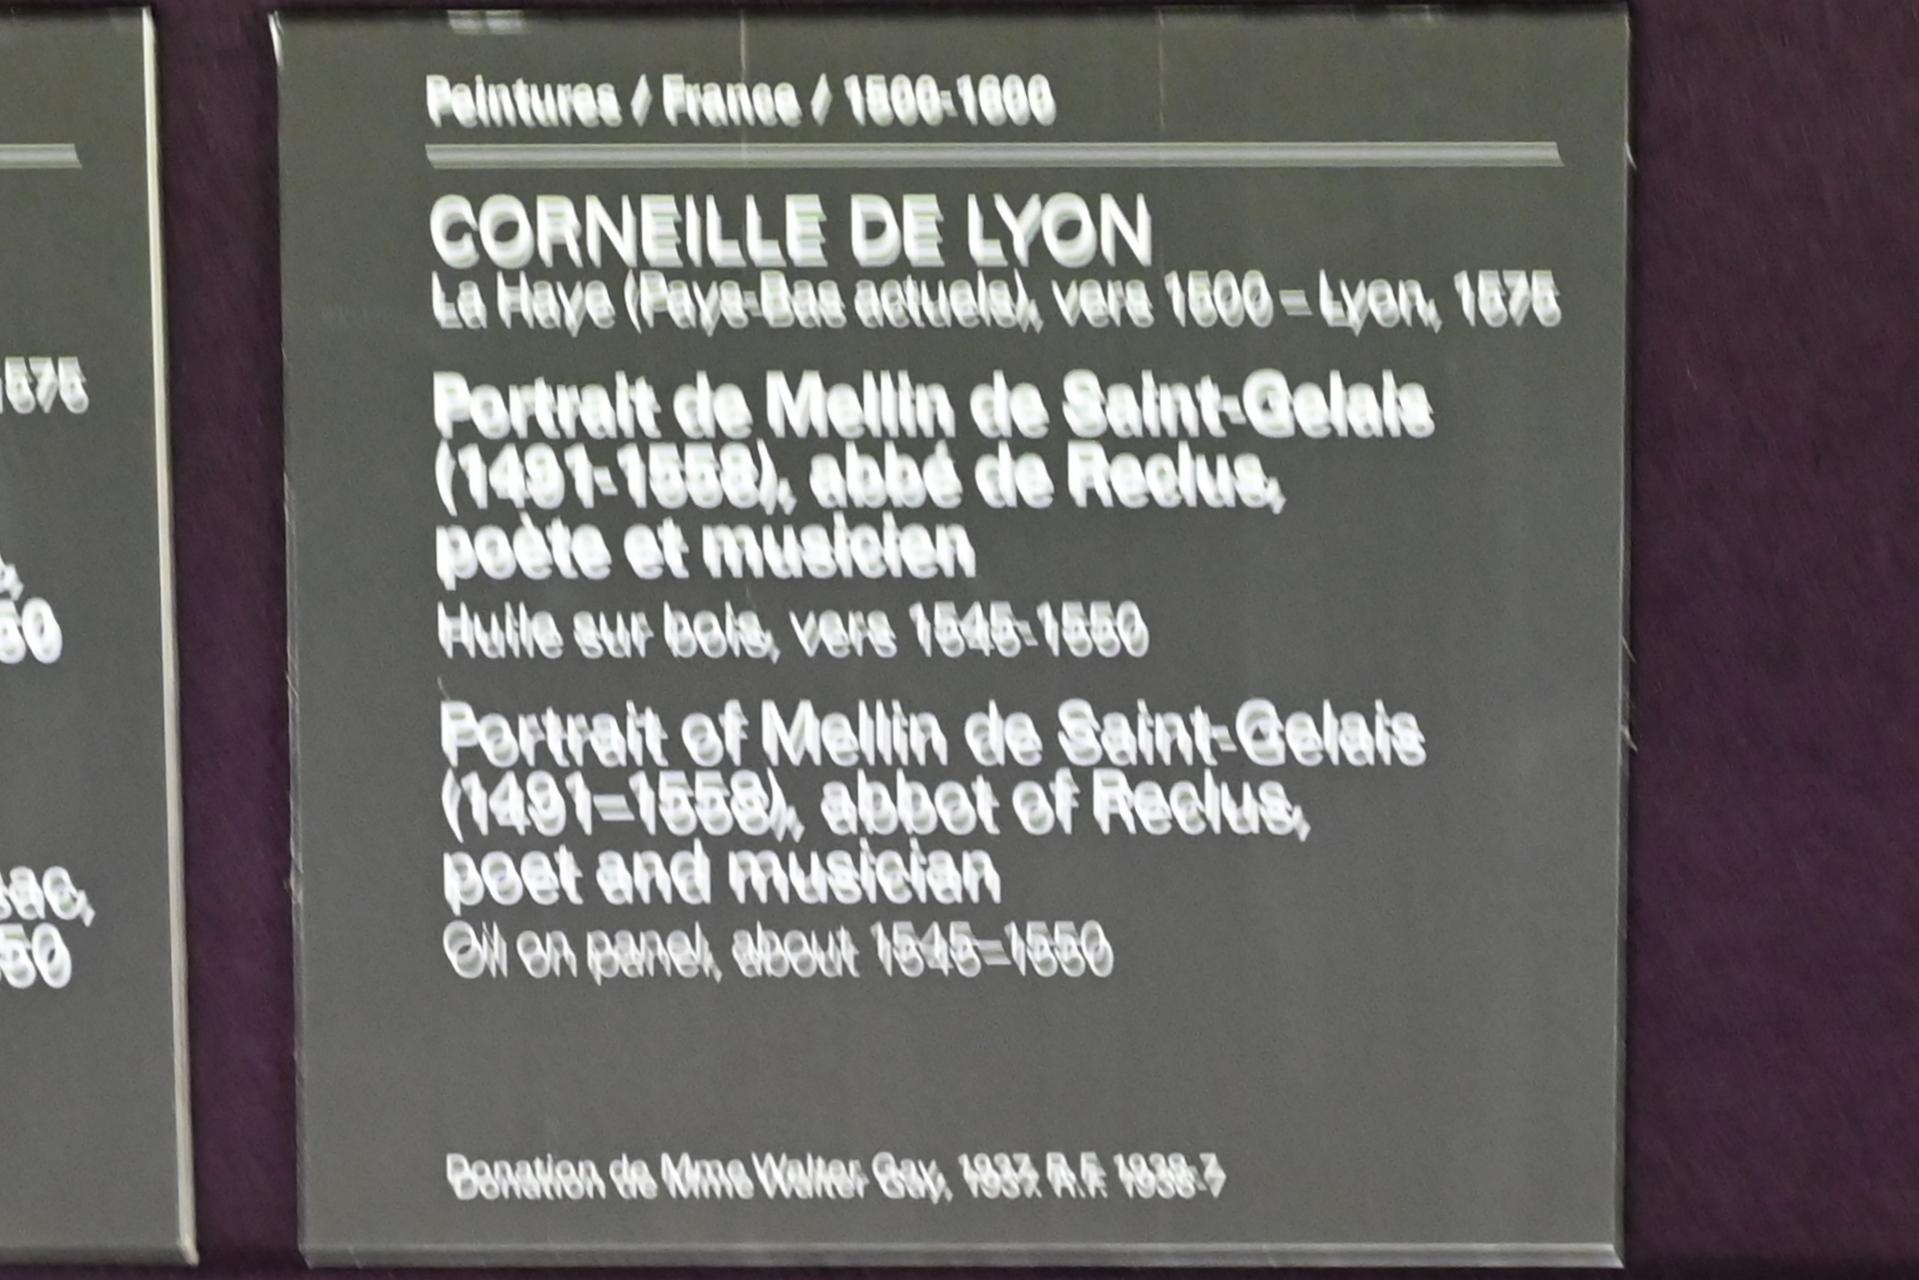 Peintures / France / 1500-1600
CORNEILLE DE LYON
La Haye (Pays-Bas actuels), vers 1500 – Lyon, 1575
Portrait de Mellin de Saint-Gelais
(1491-1558), abbé de Reclus,
poète et musicien
Huile sur bois, vers 1545-1550
Portrait of Mellin de Saint-Gelais
(1491–1558), abbot of Reclus,
poet and musician
Oil on panel, about 1545–1550
Donation de Mme Walter Gay, 1937. R.F. 1938-7